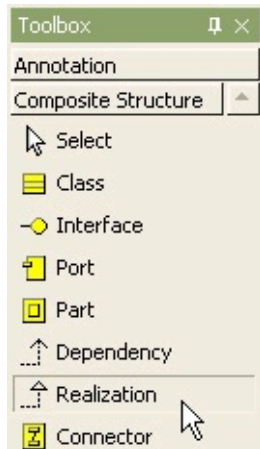 Toolbox
Annotation
Composite Structure
Select
Class
Interface
Port
Part
Dependency
Realization
Connector